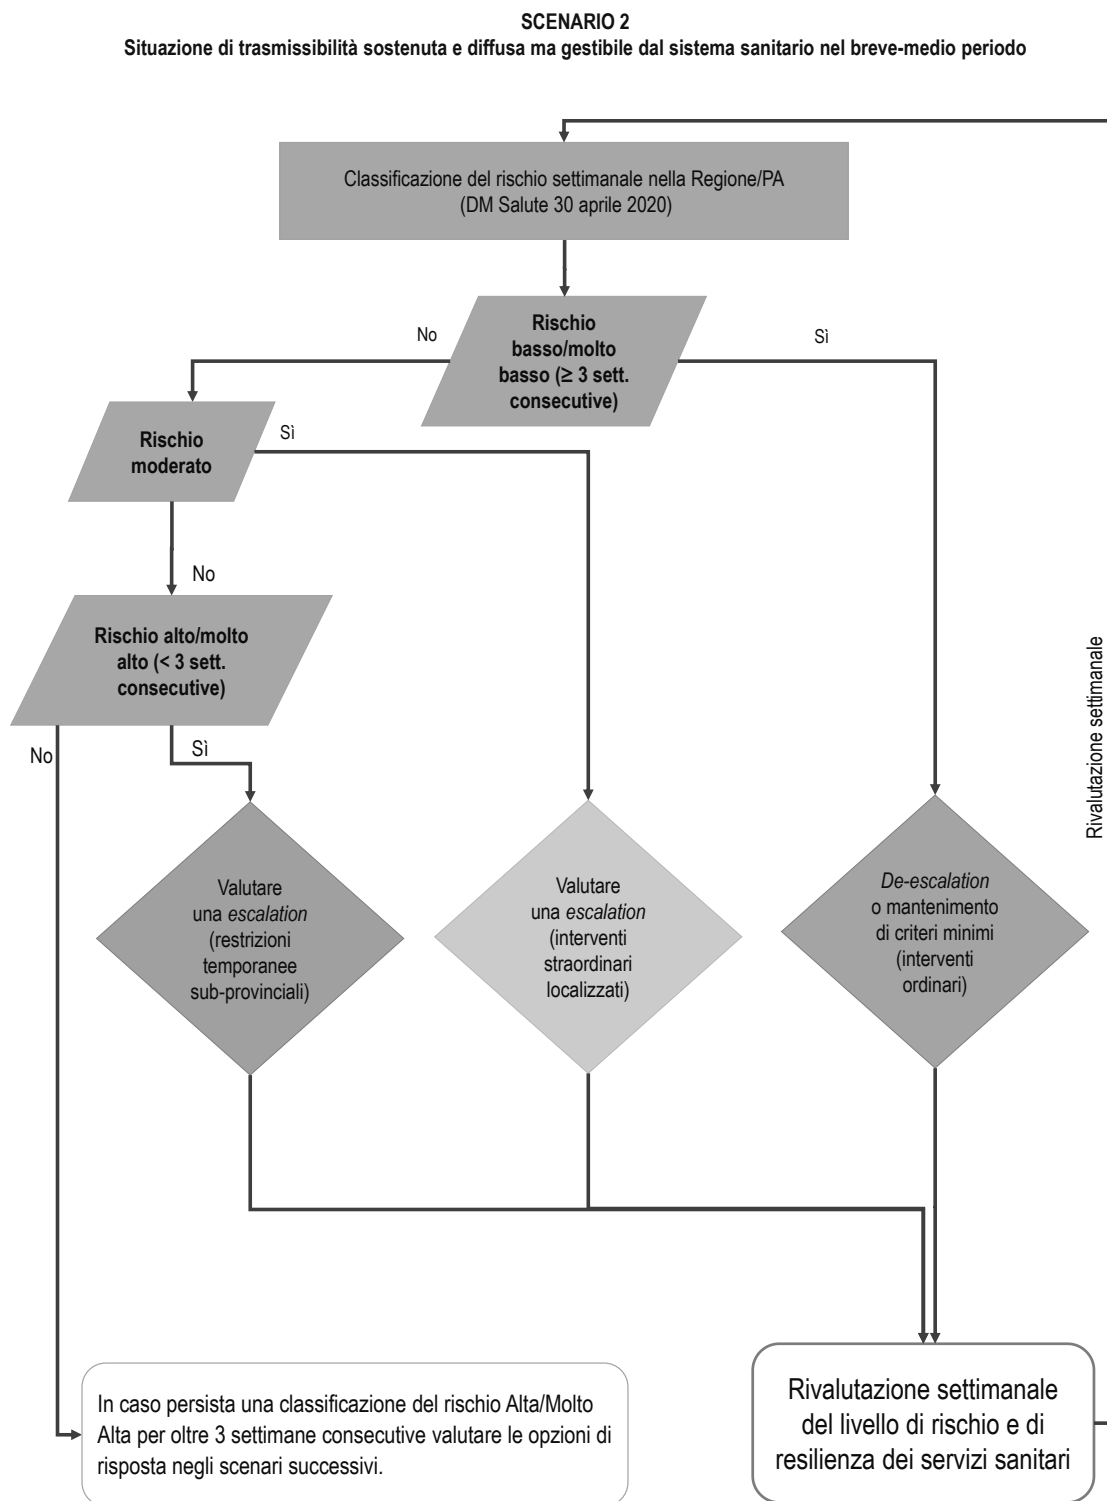 SCENARIO 2
Situazione di trasmissibilità sostenuta e diffusa ma gestibile dal sistema sanitario nel breve-medio periodo
Classificazione del rischio settimanale nella Regione/PA
(DM Salute 30 aprile 2020)
Rischio
basso/molto
basso (≥ 3 sett.
consecutive)
No
Sì
Rischio
moderato
Sì
No
Rischio alto/molto
alto (< 3 sett.
consecutive)
No
Sì
Valutare
una escalation
(restrizioni
temporanee
sub-provinciali)
Valutare
una escalation
(interventi
straordinari
localizzati)
De-escalation
o mantenimento
di criteri minimi
(interventi
ordinari)
Rivalutazione settimanale
In caso persista una classificazione del rischio Alta/Molto
Alta per oltre 3 settimane consecutive valutare le opzioni di
risposta negli scenari successivi.
Rivalutazione settimanale
del livello di rischio e di
resilienza dei servizi sanitari